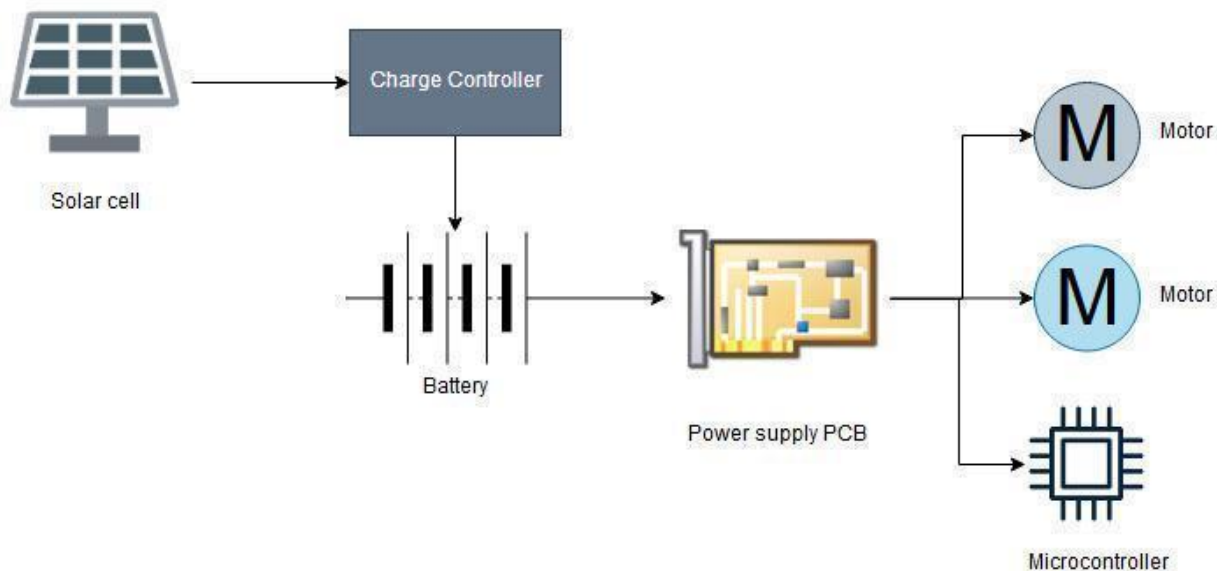 Charge Controller
Solar cell
M
Motor
M
Motor
Battery
Power supply PCB
Microcontroller